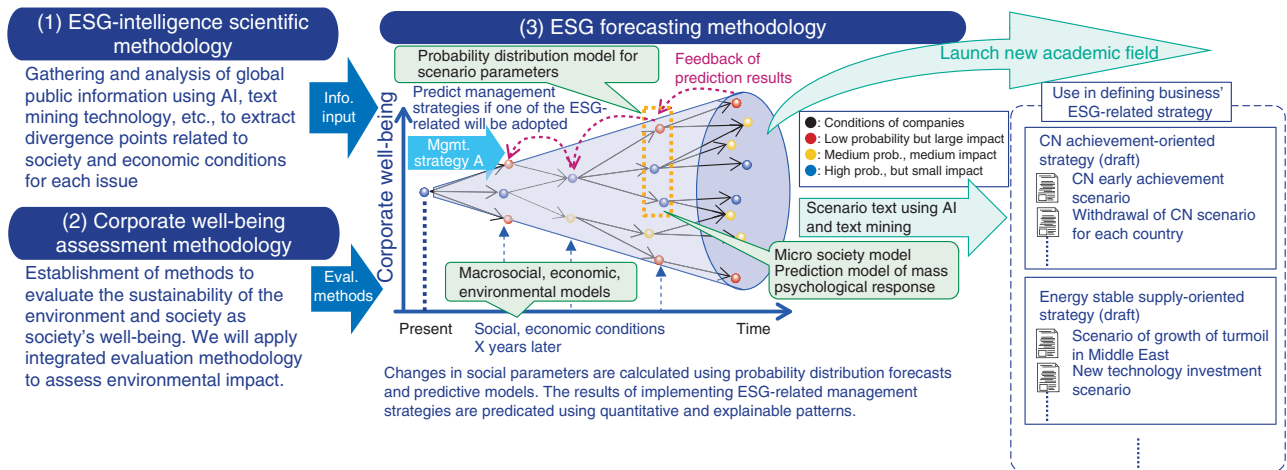 (1) ESG-intelligence scientific
methodology
Gathering and analysis of global
public information using AI, text
mining technology, etc., to extract
divergence points related to
society and economic conditions
for each issue
(2) Corporate well-being
assessment methodology
Establishment of methods to
evaluate the sustainability of the
environment and society as
society's well-being. We will apply
integrated evaluation methodology
to assess environmental impact.
Info.
input
Eval.
methods
(3) ESG forecasting methodology
Probability distribution model for
scenario parameters
Feedback of
prediction results
Predict management
strategies if one of the ESG-
related will be adopted
Mgmt.
strategy A
Corporate well-being
Macrosocial, economic,
environmental models
Present
Social, economic conditions
X years later
Time
Micro society model
Prediction model of mass
psychological response
Changes in social parameters are calculated using probability distribution forecasts
and predictive models. The results of implementing ESG-related management
strategies are predicated using quantitative and explainable patterns.
Launch new academic field
: Conditions of companies
: Low probability but large impact
: Medium prob., medium impact
: High prob., but small impact
Scenario text using AI
and text mining
Use in defining business'
ESG-related strategy
CN achievement-oriented
strategy (draft)
CN early achievement
scenario
Withdrawal of CN scenario
for each country
Energy stable supply-oriented
strategy (draft)
Scenario of growth of turmoil
in Middle East
New technology investment
scenario